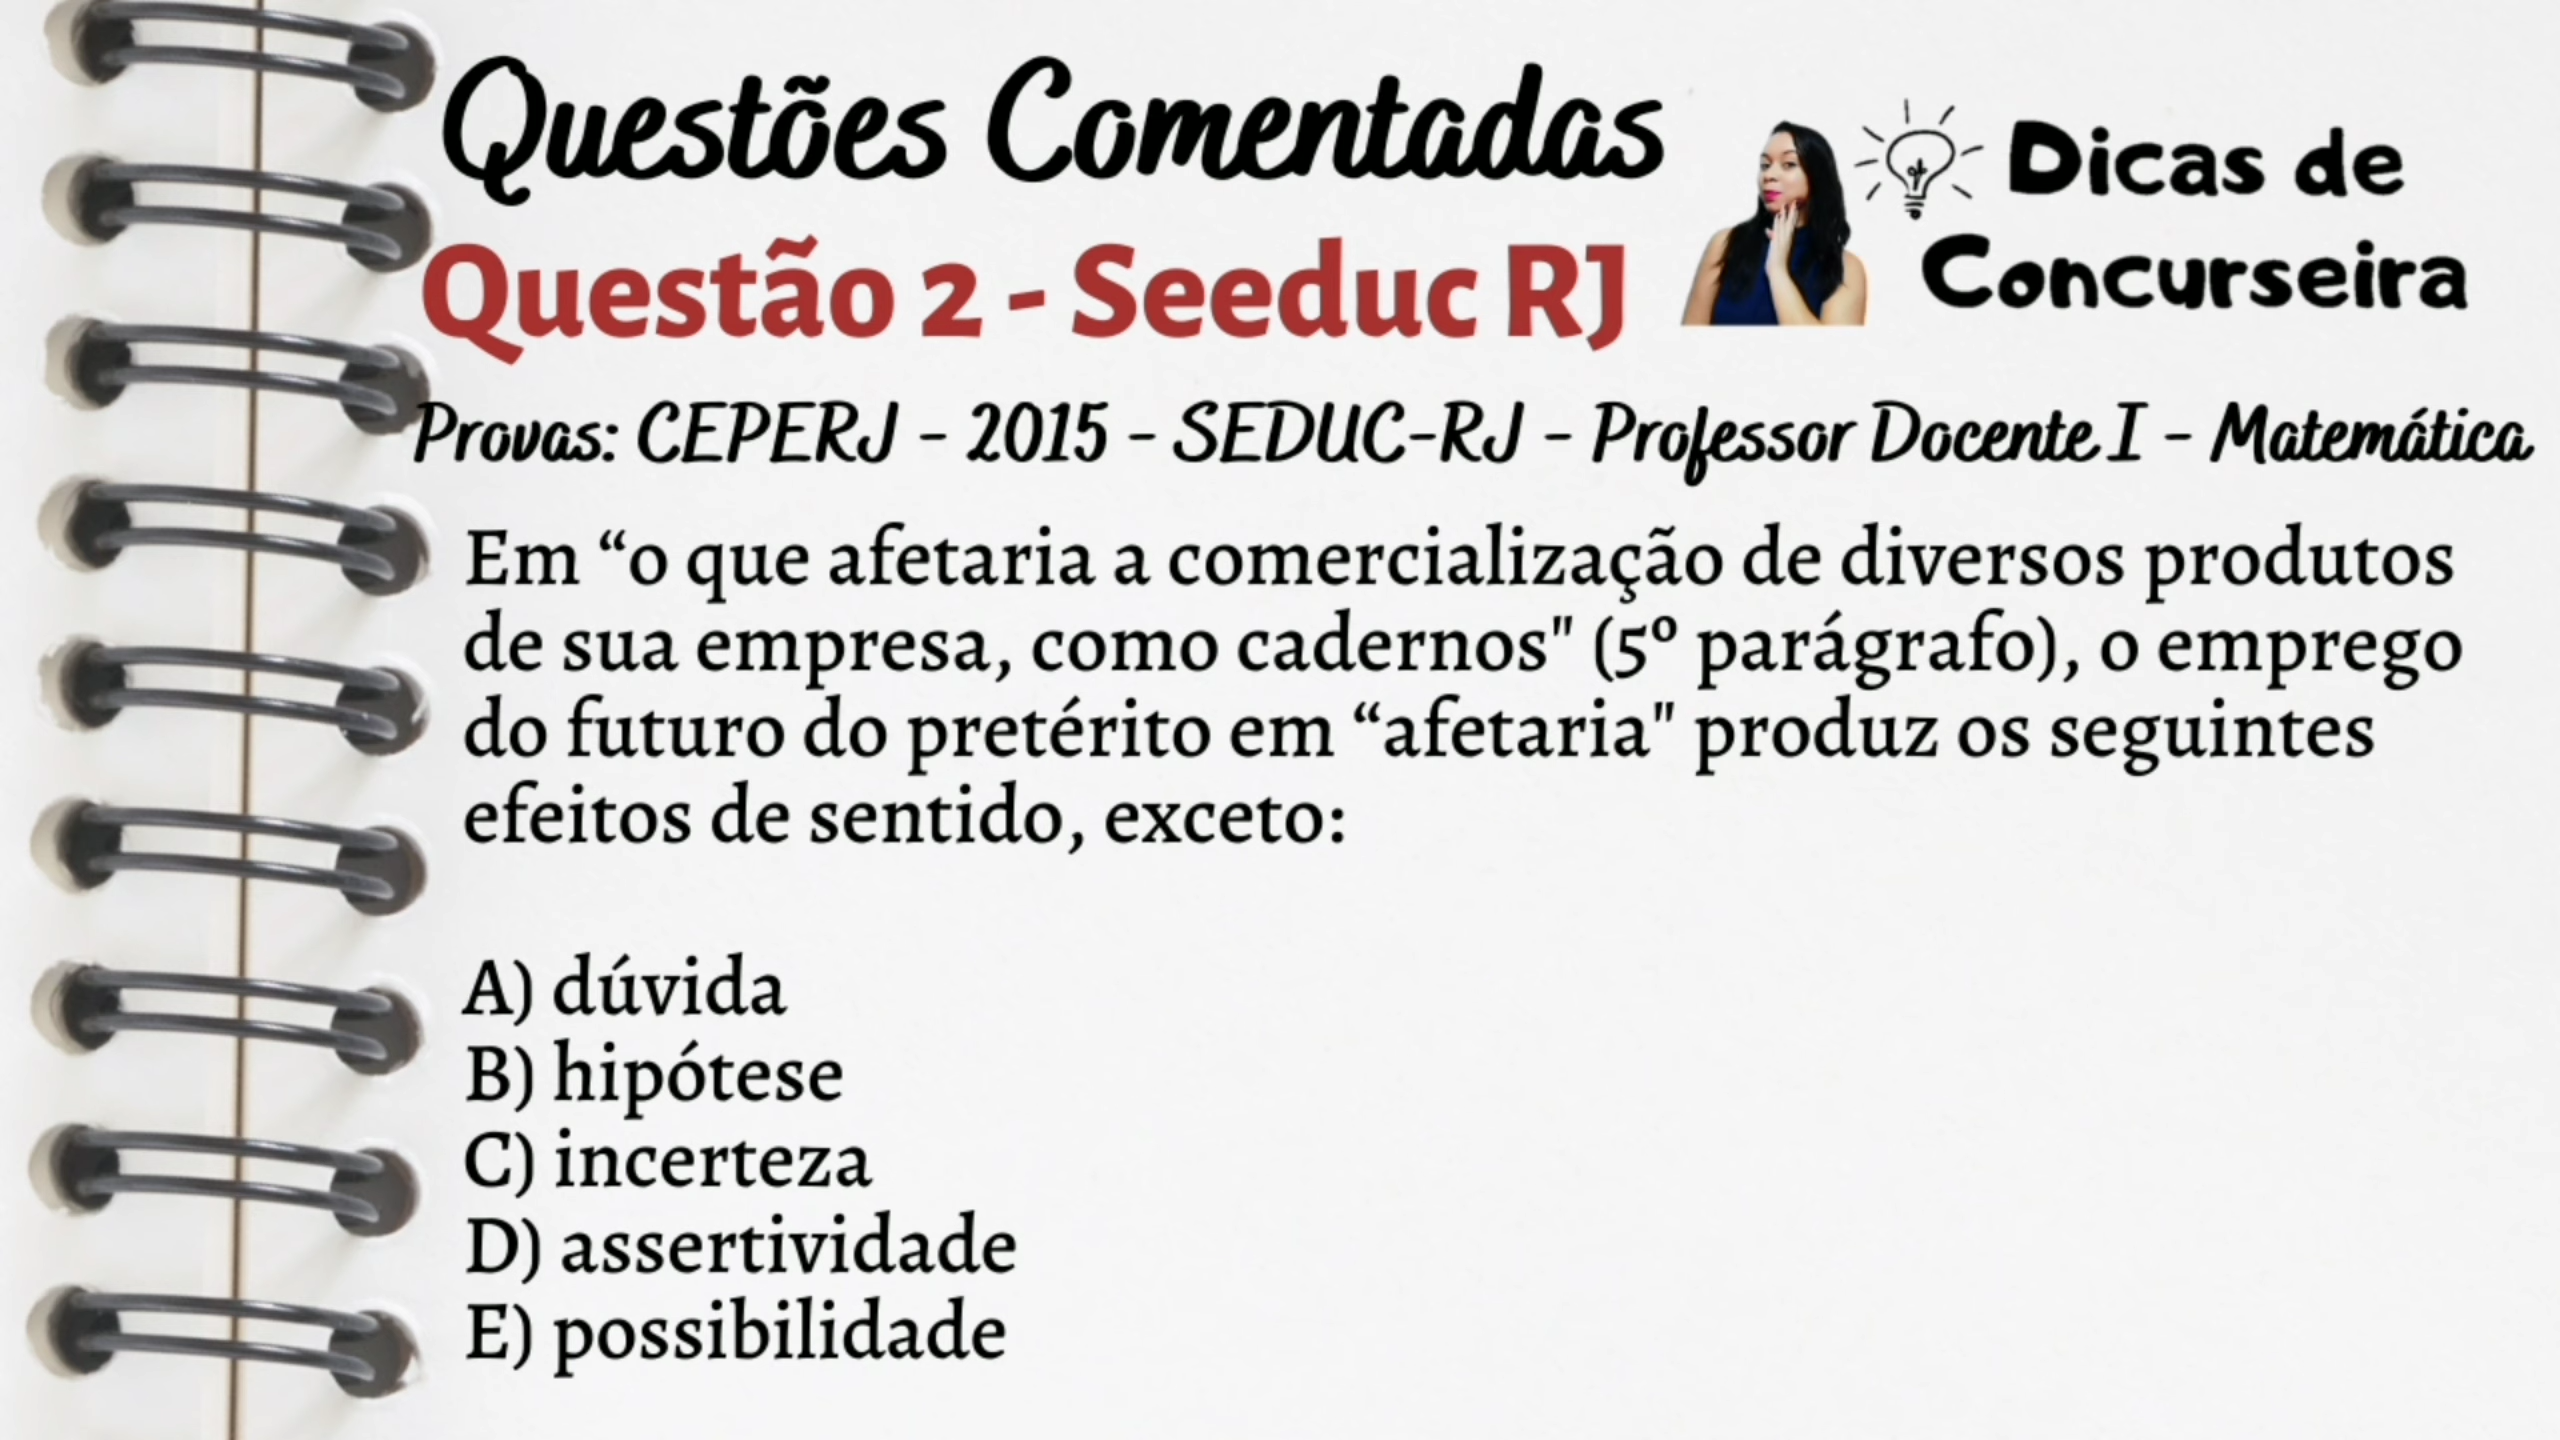 Questões Comentadas
Dicas de
Concurseira
Questão 2 - Seeduc RJ
Provas: CEPERJ - 2015 - SEDUC-RJ - Professor Docente I - Matemática
Em “o que afetaria a comercialização de diversos produtos
de sua empresa, como cadernos" (5º parágrafo), o emprego
do futuro do pretérito em “afetaria" produz os seguintes
efeitos de sentido, exceto:
A) dúvida
B) hipótese
C) incerteza
D) assertividade
E) possibilidade